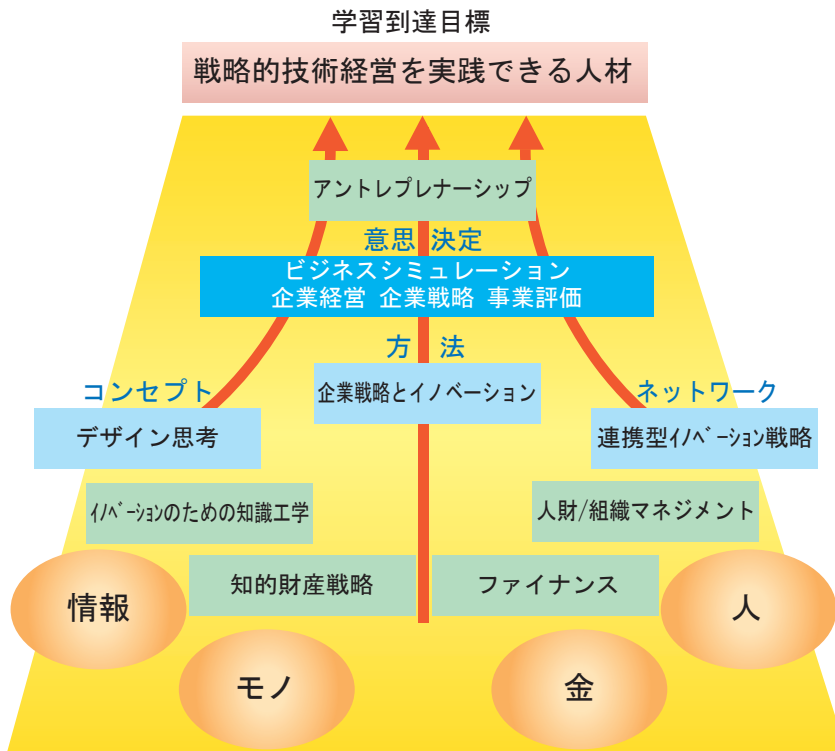 学習到達目標
戦略的技術経営を実践できる人材
アントレプレナーシップ
意思決定
ビジネスシミュレーション
企業経営 企業戦略 事業評価
方法
コンセプト
企業戦略とイノベーション
ネットワーク
デザイン思考
連携型ｲﾉﾍﾞｰｼｮﾝ戦略
ｲﾉﾍﾞｰｼｮﾝのための知識工学
人財/組織マネジメント
情報
知的財産戦略
ファイナンス
人
モノ
金